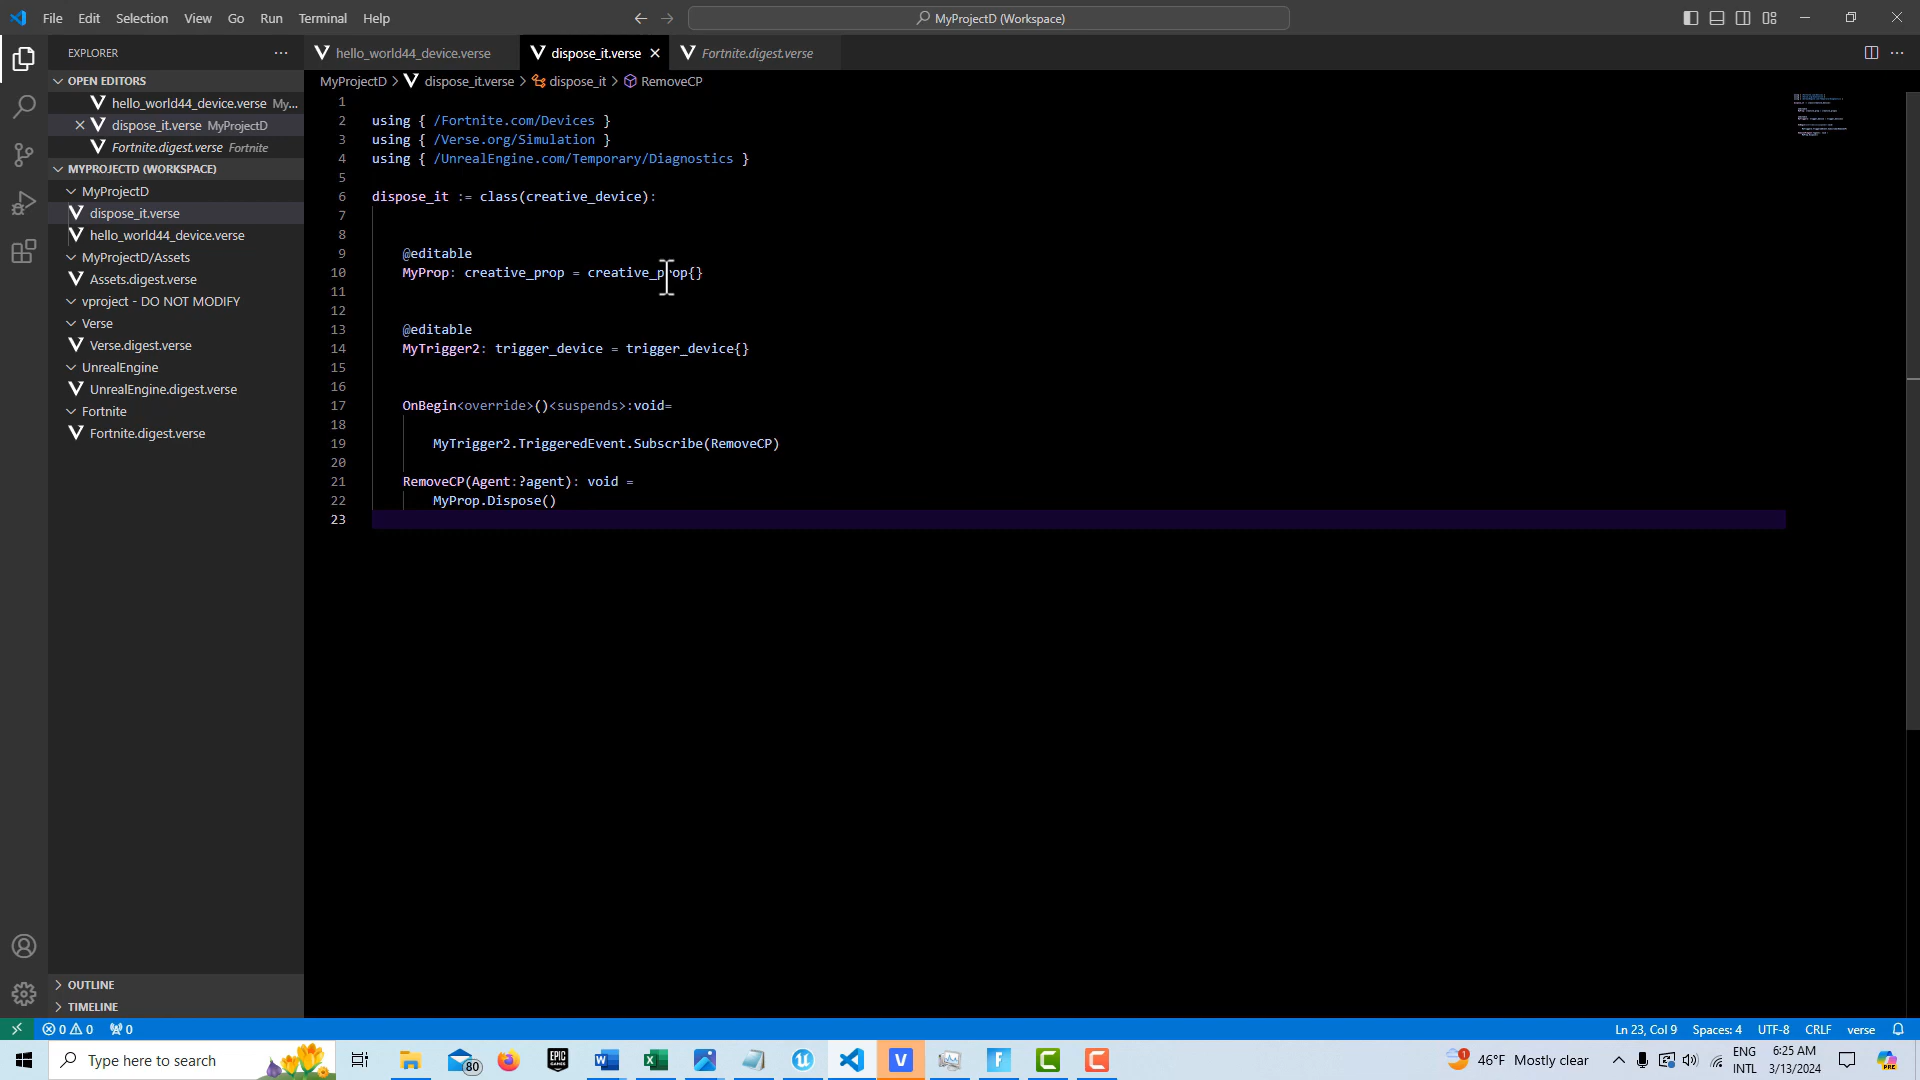 File Edit Selection View Go Run Terminal Help
MyProjectD (Workspace)
EXPLORER
hello_world44_device.verse
dispose_it.verse
Fortnite.digest.verse
OPEN EDITORS
hello_world44_device.verse My...
dispose_it.verse MyProjectD
Fortnite.digest.verse Fortnite
MYPROJECTD (WORKSPACE)
MyProjectD
dispose_it.verse
hello_world44_device.verse
MyProjectD/Assets
Assets.digest.verse
vproject - DO NOT MODIFY
Verse
Verse.digest.verse
UnrealEngine
UnrealEngine.digest.verse
Fortnite
Fortnite.digest.verse
OUTLINE
TIMELINE
MyProjectD > dispose_it.verse > dispose_it > RemoveCP
1
2 using { /Fortnite.com/Devices }
3 using { /Verse.org/Simulation }
4 using { /UnrealEngine.com/Temporary/Diagnostics }
5
6 dispose_it := class(creative_device):
7
8
9 @editable
10 MyProp: creative_prop = creative_prop{}
11
12
13 @editable
14 MyTrigger2: trigger_device = trigger_device{}
15
16
17 OnBegin<override>()<suspends>:void=
18
19 MyTrigger2.TriggeredEvent.Subscribe(RemoveCP)
20
21 RemoveCP(Agent:?agent): void =
22 MyProp.Dispose()
23
0 0 0
Ln 23, Col 9 Spaces: 4 UTF-8 CRLF verse
Type here to search
80
EPIC GAMES
1
46°F Mostly clear
ENG
INTL
6:25 AM
3/13/2024
PRE